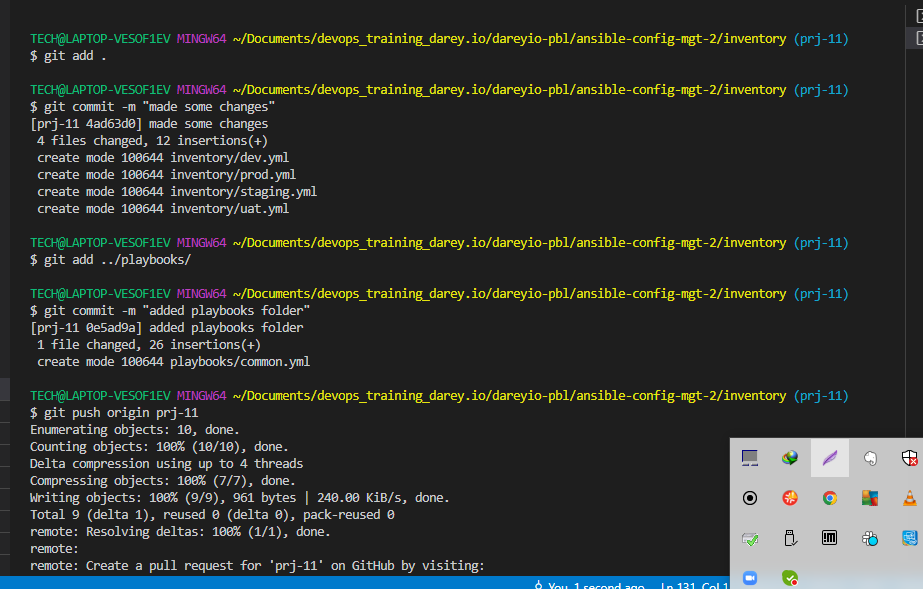 TECH@LAPTOP-VESOF1EV MINGW64 ~/Documents/devops_training_darey.io/dareyio-pbl/ansible-config-mgt-2/inventory (prj-11)
$ git add .
TECH@LAPTOP-VESOF1EV MINGW64 ~/Documents/devops_training_darey.io/dareyio-pbl/ansible-config-mgt-2/inventory (prj-11)
$ git commit -m "made some changes"
[prj-11 4ad63d0] made some changes
 4 files changed, 12 insertions(+)
 create mode 100644 inventory/dev.yml
 create mode 100644 inventory/prod.yml
 create mode 100644 inventory/staging.yml
 create mode 100644 inventory/uat.yml
TECH@LAPTOP-VESOF1EV MINGW64 ~/Documents/devops_training_darey.io/dareyio-pbl/ansible-config-mgt-2/inventory (prj-11)
$ git add ../playbooks/
TECH@LAPTOP-VESOF1EV MINGW64 ~/Documents/devops_training_darey.io/dareyio-pbl/ansible-config-mgt-2/inventory (prj-11)
$ git commit -m "added playbooks folder"
[prj-11 0e5ad9a] added playbooks folder
 1 file changed, 26 insertions(+)
 create mode 100644 playbooks/common.yml
TECH@LAPTOP-VESOF1EV MINGW64 ~/Documents/devops_training_darey.io/dareyio-pbl/ansible-config-mgt-2/inventory (prj-11)
$ git push origin prj-11
Enumerating objects: 10, done.
Counting objects: 100% (10/10), done.
Delta compression using up to 4 threads
Compressing objects: 100% (7/7), done.
Writing objects: 100% (9/9), 961 bytes | 240.00 KiB/s, done.
Total 9 (delta 1), reused 0 (delta 0), pack-reused 0
remote: Resolving deltas: 100% (1/1), done.
remote:
remote: Create a pull request for 'prj-11' on GitHub by visiting:
You, 1 second ago Ln 131, Col 1